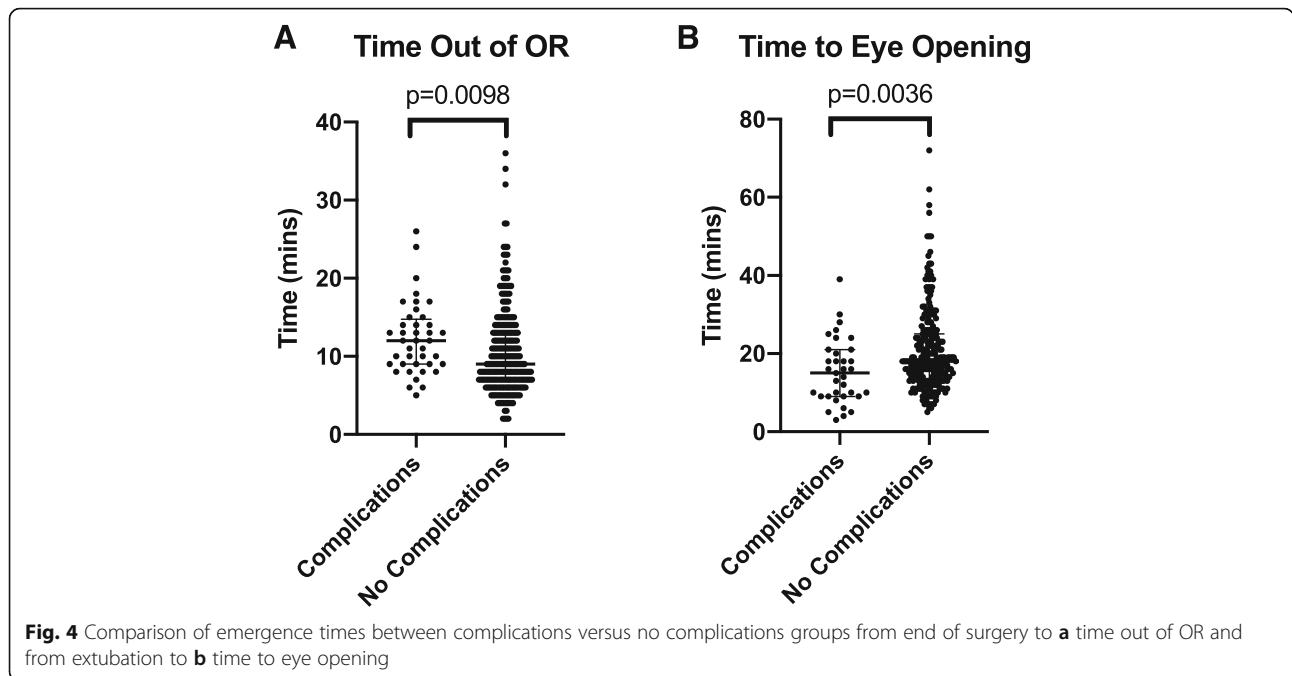 A Time Out of OR
B Time to Eye Opening
p=0.0098
p=0.0036
Time (mins)
40
30
20
10
0
Complications
No Complications
Time (mins)
80
60
40
20
0
Complications
No Complications
Fig. 4 Comparison of emergence times between complications versus no complications groups from end of surgery to a time out of OR and
from extubation to b time to eye opening